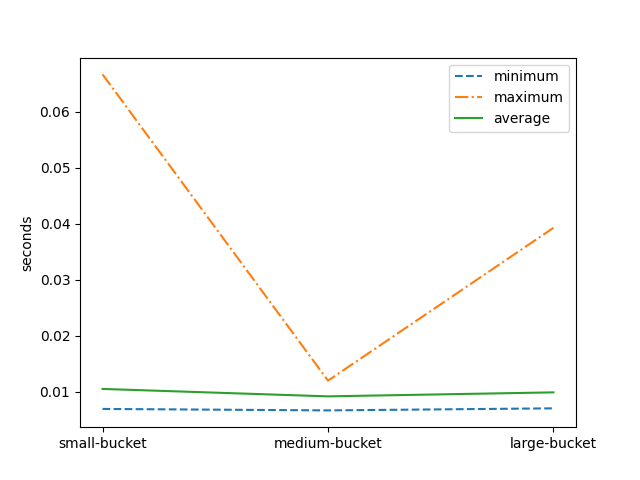 minimum
maximum
average
0.06
0.05
0.04
0.03
0.02
0.01
seconds
small-bucket
medium-bucket
large-bucket